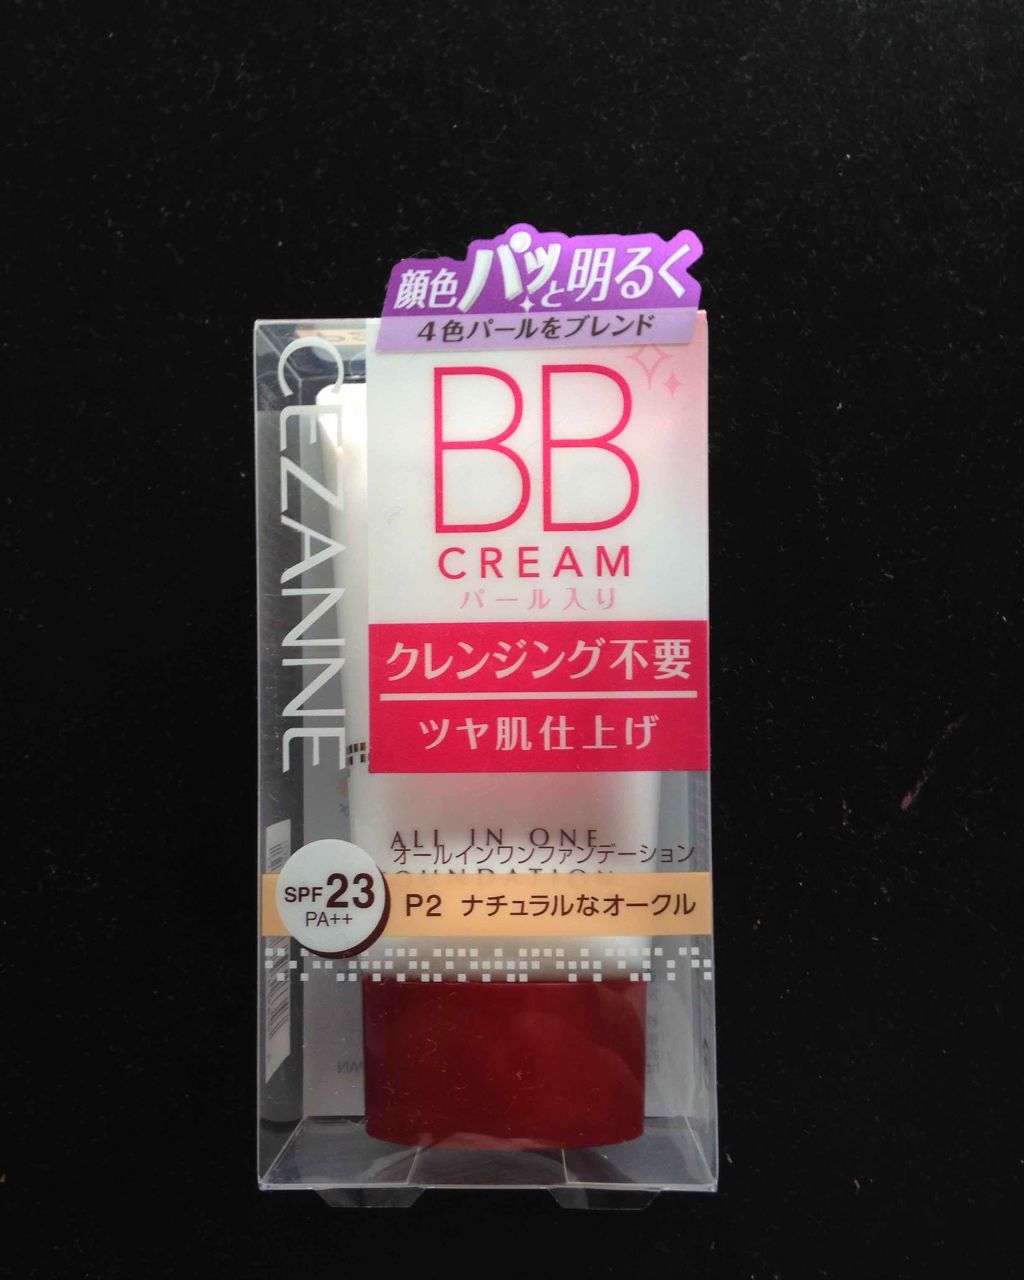 顔色パッと明るく
4色パールをブレンド
CEZANNE
BB
CREAM
パール入り
クレンジング不要
ツヤ肌仕上げ
ALL IN ONE
オールインワンファンデーション
FOUNDATION
SPF23
PA++
P2 ナチュラルなオークル